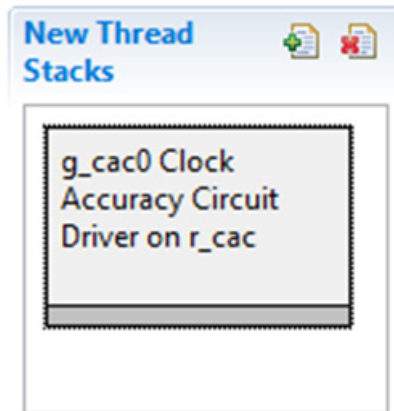 New Thread
Stacks
g_cac0 Clock
Accuracy Circuit
Driver on r_cac